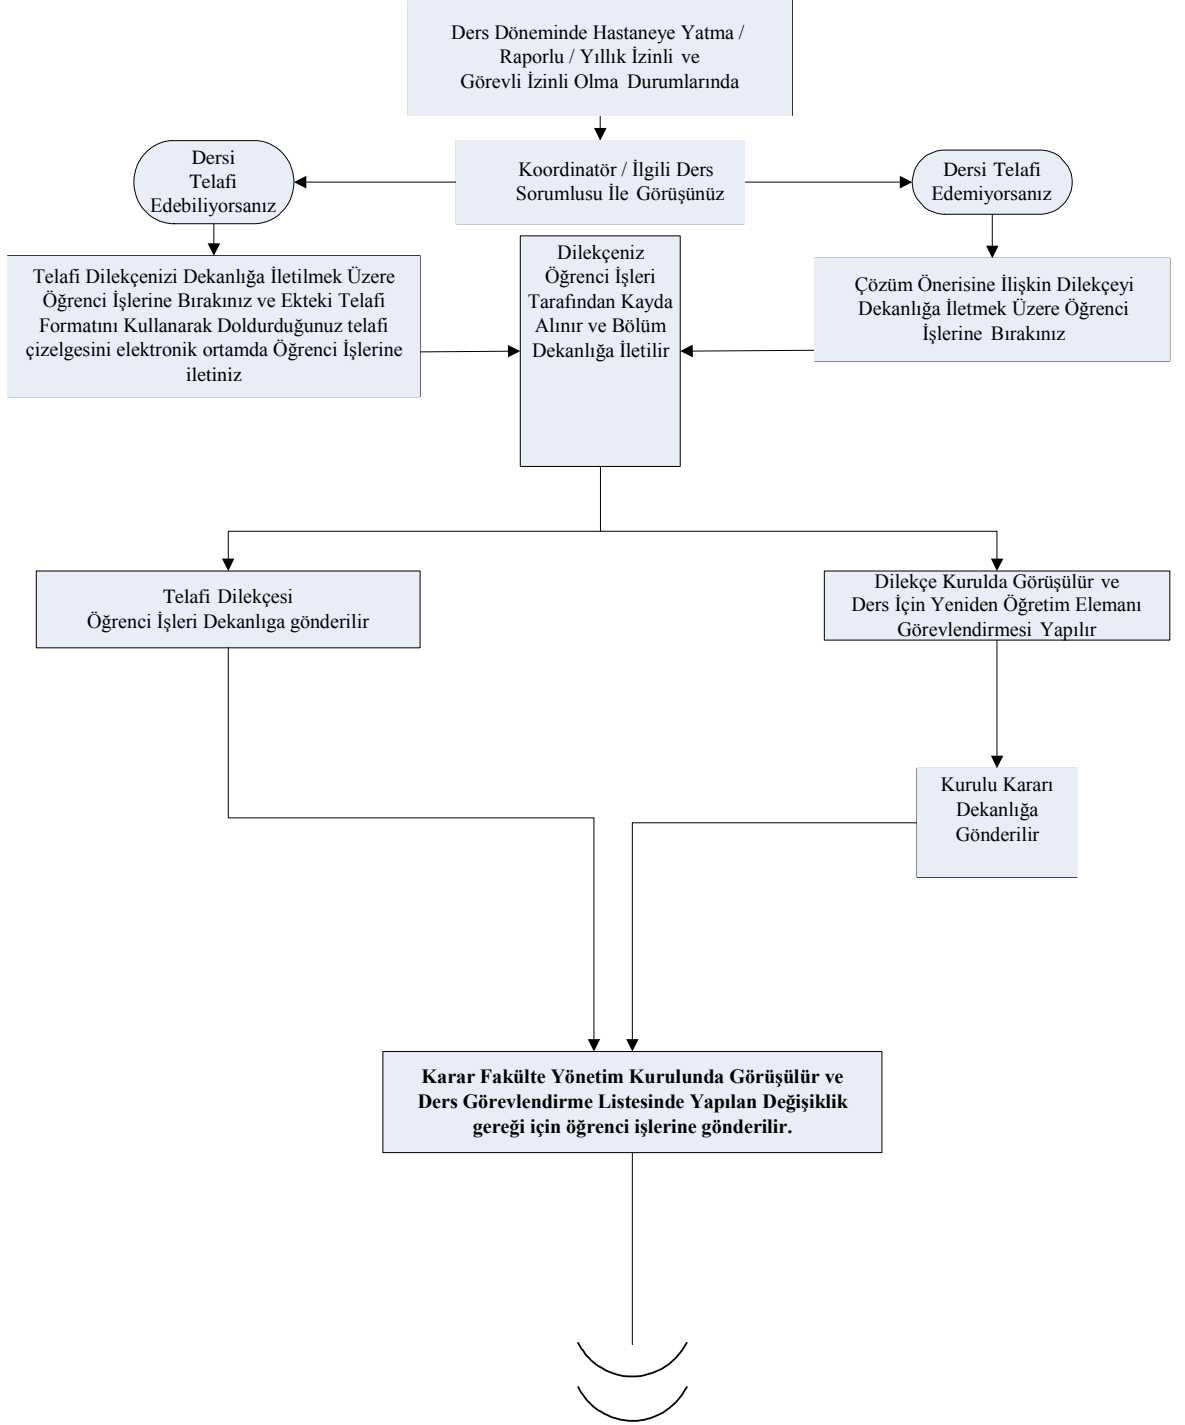 Ders Döneminde Hastaneye Yatma /
Raporlu / Yıllık İzinli ve
Görevli İzinli Olma Durumlarında
Koordinatör / İlgili Ders
Sorumlusu İle Görüşünüz
Dersi
Telafi
Edebiliyorsanız
Dersi Telafi
Edemiyorsanız
Telafi Dilekçenizi Dekanlığa İletilmek Üzere
Öğrenci İşlerine Bırakınız ve Ekteki Telafi
Formatını Kullanarak Doldurduğunuz telafi
çizelgesini elektronik ortamda Öğrenci İşlerine
iletiniz
Dilekçeniz
Öğrenci İşleri
Tarafından Kayda
Alınır ve Bölüm
Dekanlığa İletilir
Çözüm Önerisine İlişkin Dilekçeyi
Dekanlığa İletmek Üzere Öğrenci
İşlerine Bırakınız
Telafi Dilekçesi
Öğrenci İşleri Dekanlıga gönderilir
Dilekçe Kurulda Görüşülür ve
Ders İçin Yeniden Öğretim Elemanı
Görevlendirmesi Yapılır
Kurulu Kararı
Dekanlığa
Gönderilir
Karar Fakülte Yönetim Kurulunda Görüşülür ve
Ders Görevlendirme Listesinde Yapılan Değişiklik
gereği için öğrenci işlerine gönderilir.